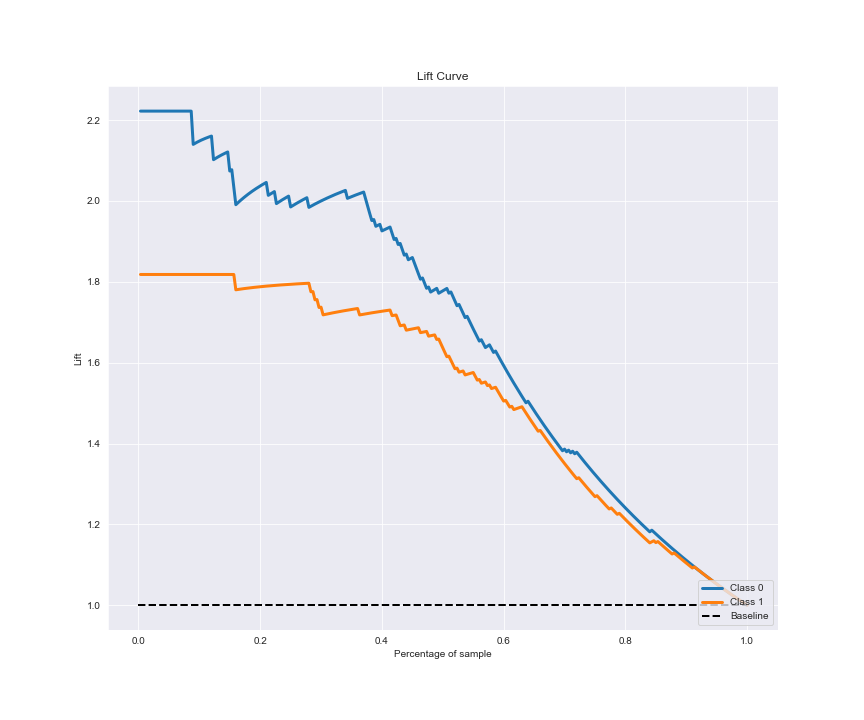 Lift Curve
2.2
2.0
1.8
1.6
1.4
1.2
1.0
Lift
0.0 0.2 0.4 0.6 0.8 1.0
Percentage of sample
Class 0
Class 1
Baseline